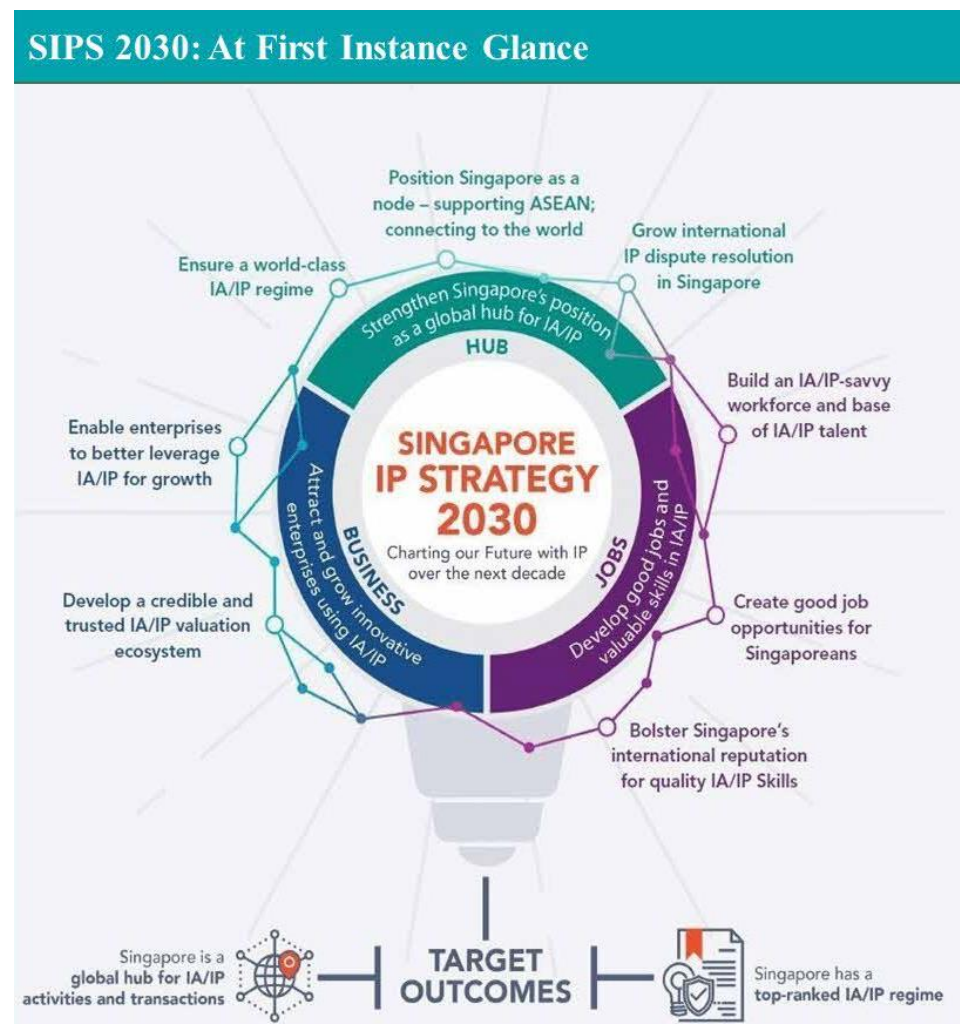 SIPS 2030: At First Instance Glance
Position Singapore as a
node – supporting ASEAN;
connecting to the world
Grow international
IP dispute resolution
in Singapore
Ensure a world-class
IA/IP regime
Strengthen Singapore's position
as a global hub for IA/IP
HUB
Build an IA/IP-savvy
workforce and base
of IA/IP talent
Enable enterprises
to better leverage
IA/IP for growth
SINGAPORE
IP STRATEGY
2030
Charting our Future with IP
over the next decade
Attract and grow innovative
enterprises using IA/IP
BUSINESS
JOBS
Develop good jobs and
valuable skills in IA/IP
Develop a credible and
trusted IA/IP valuation
ecosystem
Create good job
opportunities for
Singaporeans
Bolster Singapore's
international reputation
for quality IA/IP Skills
TARGET
OUTCOMES
Singapore is a
global hub for IA/IP
activities and transactions
Singapore has a
top-ranked IA/IP regime